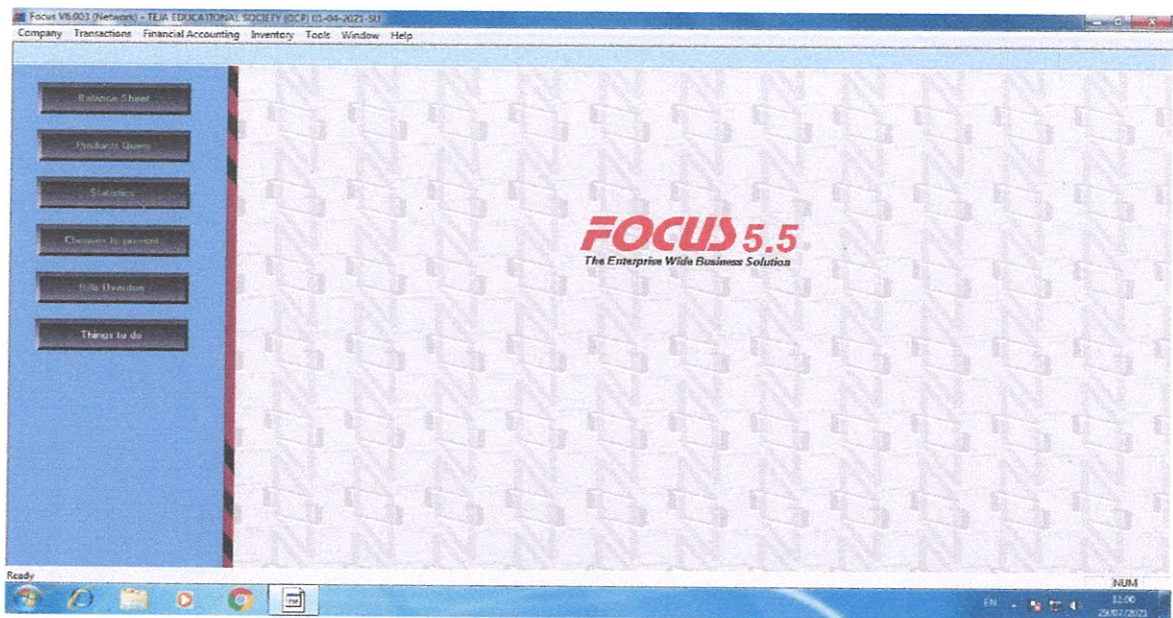 Focus V6.003 (Network) - TEJA EDUCATIONAL SOCIETY (OCP) 01-04-2021-SU
Company Transactions Financial Accounting Inventory Tools Window Help
Balance Sheet
Products Query
Statistics
Cheques to present
Bills Overdue
Things to do
FOCUS 5.5
The Enterprise Wide Business Solution
Ready
NUM
EN
11:00
29/07/2021